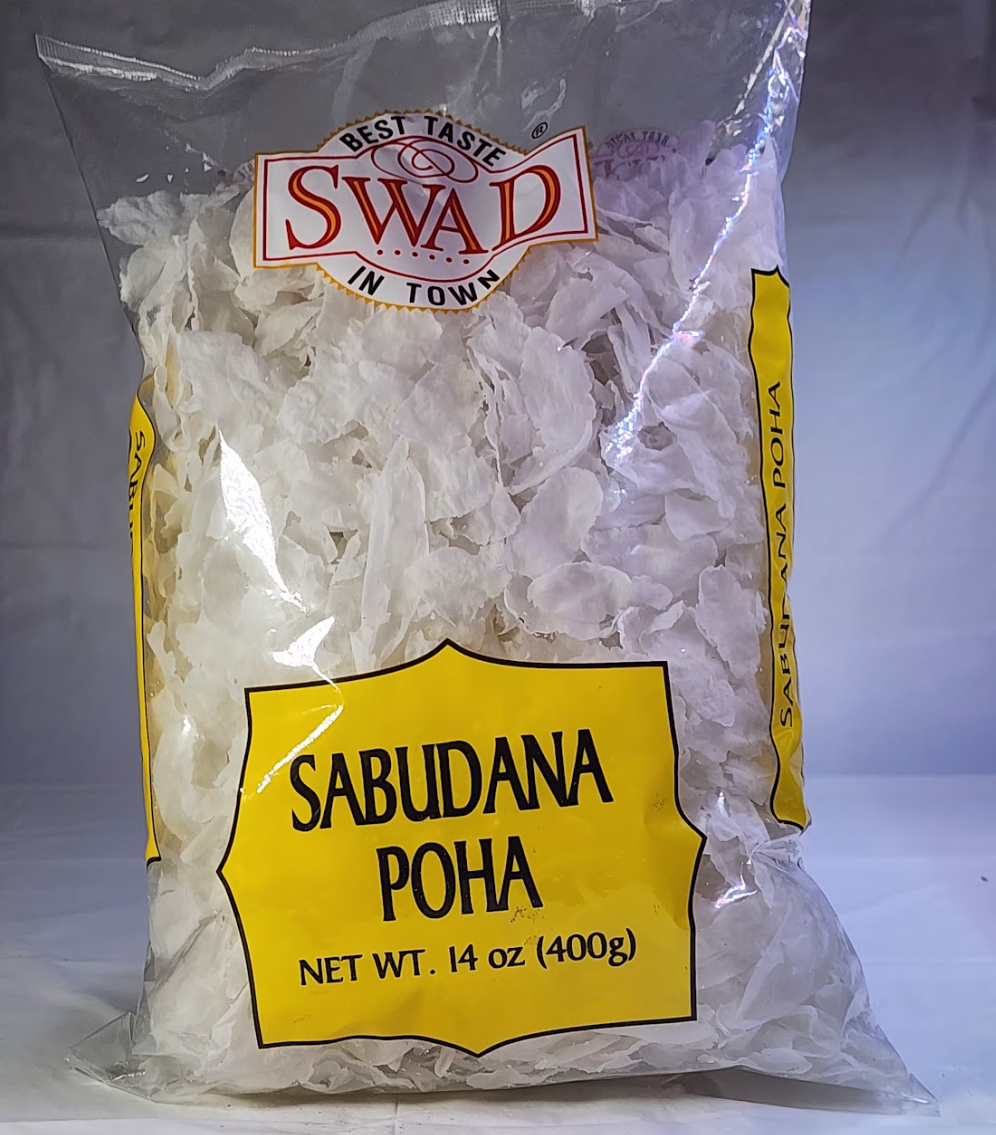 BEST TASTE
®
SWAD
IN TOWN
SABUDANA POHA
SABUDANA
POHA
NET WT. 14 oz (400g)